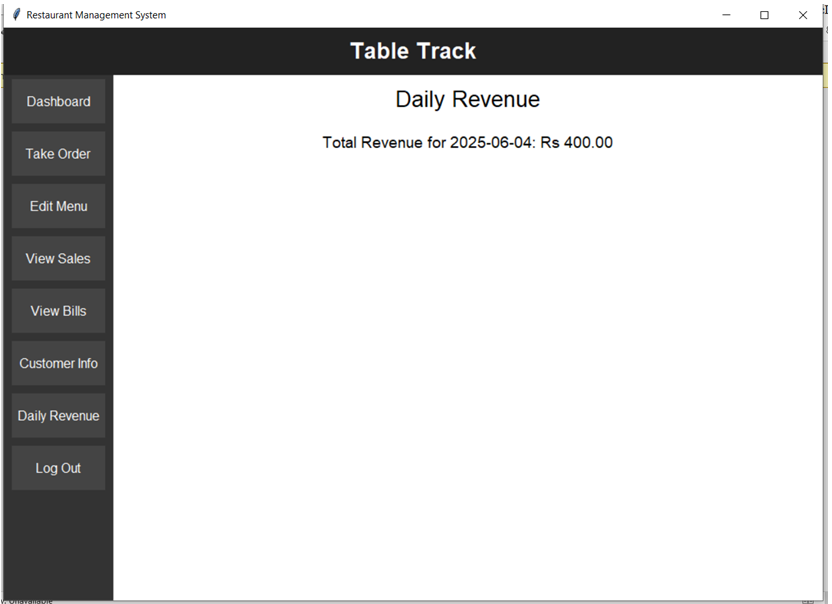 Restaurant Management System
Table Track
Dashboard
Take Order
Edit Menu
View Sales
View Bills
Customer Info
Daily Revenue
Log Out
Daily Revenue
Total Revenue for 2025-06-04: Rs 400.00